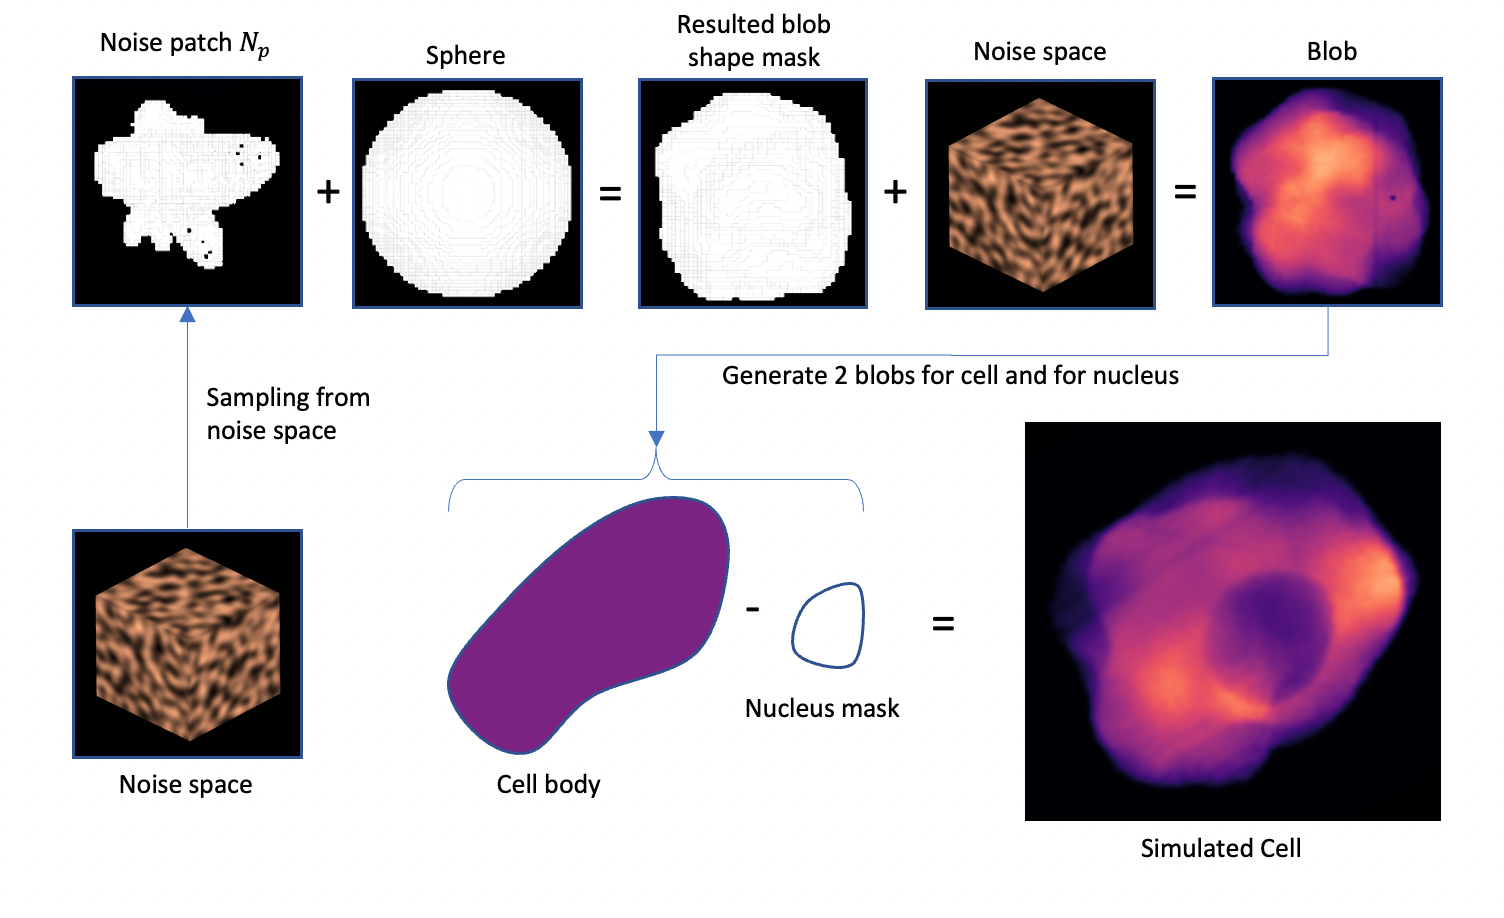 Noise patch Nₚ
Sphere
Resulted blob
shape mask
Noise space
Blob
+
=
+
=
Generate 2 blobs for cell and for nucleus
Sampling from
noise space
-
=
Nucleus mask
Noise space
Cell body
Simulated Cell